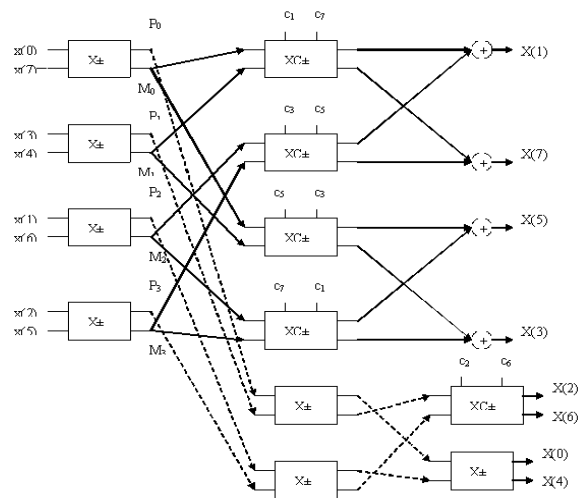 P0
c1 c7
x(0)
x(7)
X±
XC±
X(1)
M0
P1
c3 c5
x(3)
x(4)
X±
XC±
X(7)
M1
P2
c5 c3
x(1)
x(6)
X±
XC±
X(5)
M2
P3
c7 c1
x(2)
x(5)
X±
XC±
X(3)
M3
c2 c6
X±
XC±
X(2)
X(6)
X±
X±
X(0)
X(4)